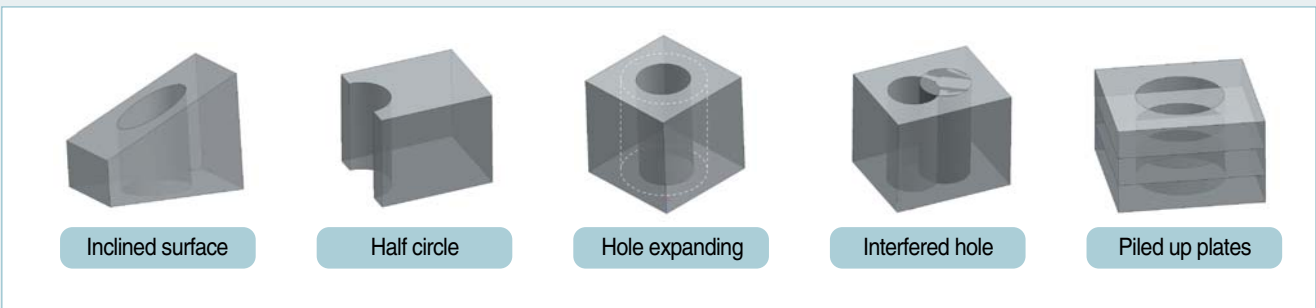 Inclined surface
Half circle
Hole expanding
Interfered hole
Piled up plates